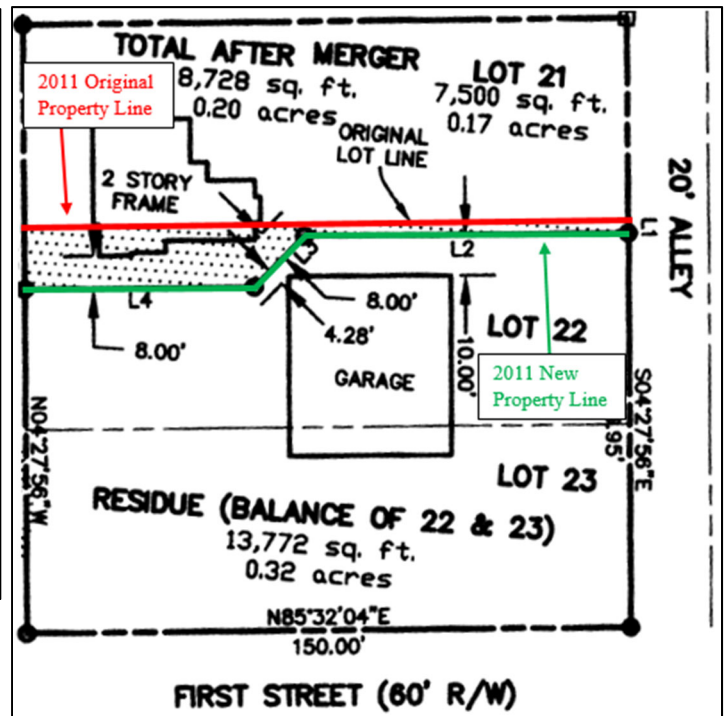 TOTAL AFTER MERGER
8,728 sq. ft.
0.20 acres
LOT 21
7,500 sq. ft.
0.17 acres
2011 Original
Property Line
ORIGINAL
LOT LINE
2 STORY
FRAME
20' ALLEY
L1
L2
L3
L4
8.00'
8.00'
4.28'
10.00'
GARAGE
LOT 22
2011 New
Property Line
N04°27'56"W
S04°27'56"E
LOT 23
RESIDUE (BALANCE OF 22 & 23)
13,772 sq. ft.
0.32 acres
N85°32'04"E
150.00'
FIRST STREET (60' R/W)